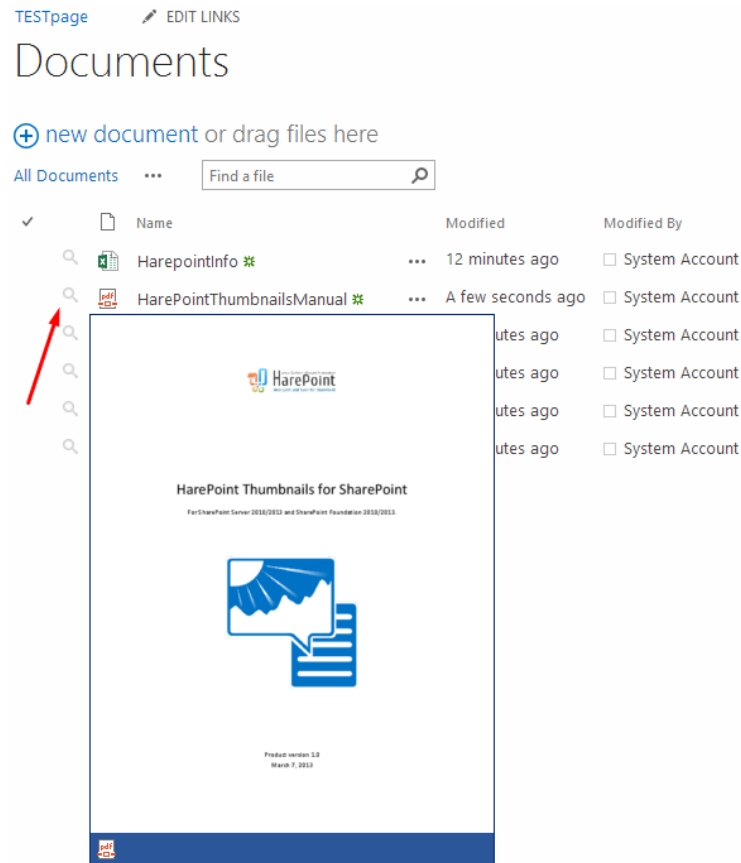 TESTpage EDIT LINKS
Documents
new document or drag files here
All Documents ••• Find a file
Name Modified Modified By
HarepointInfo ••• 12 minutes ago System Account
pdf HarePointThumbnailsManual ••• A few seconds ago System Account
utes ago System Account
utes ago System Account
utes ago System Account
utes ago System Account
HarePoint
HarePoint Thumbnails for SharePoint
For SharePoint Server 2010/2013 and SharePoint Foundation 2010/2013.
Product version 1.0
March 7, 2013
pdf